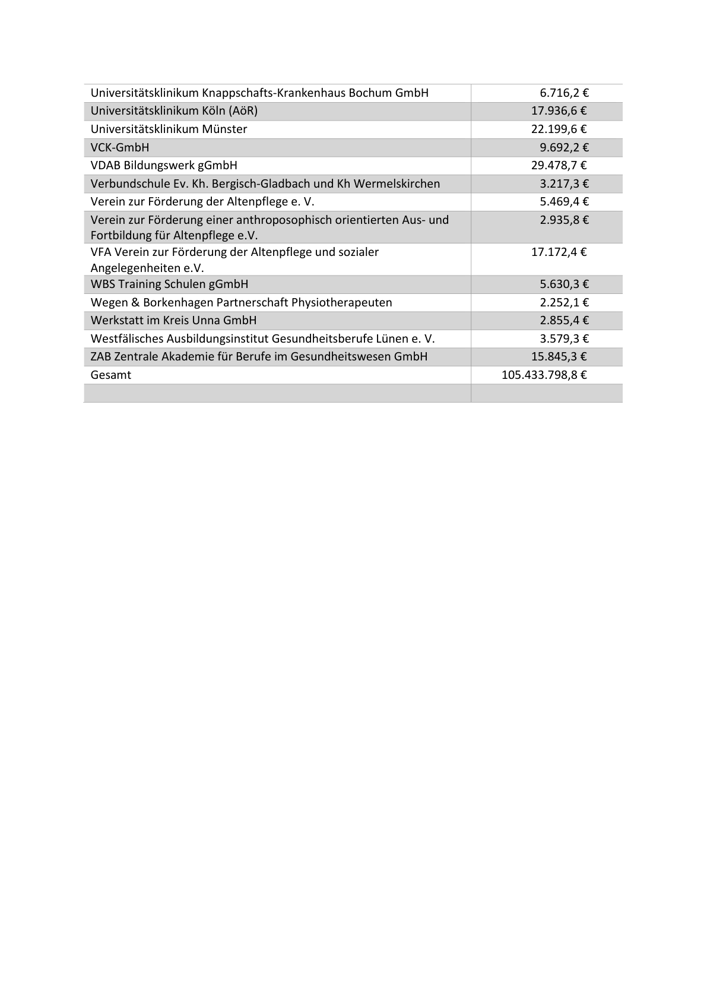 Universitätsklinikum Knappschafts-Krankenhaus Bochum GmbH 6.716,2 €
Universitätsklinikum Köln (AöR) 17.936,6 €
Universitätsklinikum Münster 22.199,6 €
VCK-GmbH 9.692,2 €
VDAB Bildungswerk gGmbH 29.478,7 €
Verbundschule Ev. Kh. Bergisch-Gladbach und Kh Wermelskirchen 3.217,3 €
Verein zur Förderung der Altenpflege e. V. 5.469,4 €
Verein zur Förderung einer anthroposophisch orientierten Aus- und 2.935,8 €
Fortbildung für Altenpflege e.V.
VFA Verein zur Förderung der Altenpflege und sozialer 17.172,4 €
Angelegenheiten e.V.
WBS Training Schulen gGmbH 5.630,3 €
Wegen & Borkenhagen Partnerschaft Physiotherapeuten 2.252,1 €
Werkstatt im Kreis Unna GmbH 2.855,4 €
Westfälisches Ausbildungsinstitut Gesundheitsberufe Lünen e. V. 3.579,3 €
ZAB Zentrale Akademie für Berufe im Gesundheitswesen GmbH 15.845,3 €
Gesamt 105.433.798,8 €